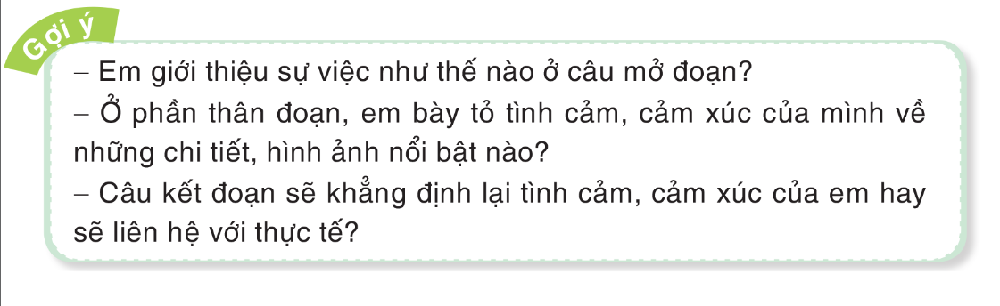 Gợi ý
– Em giới thiệu sự việc như thế nào ở câu mở đoạn?
– Ở phần thân đoạn, em bày tỏ tình cảm, cảm xúc của mình về
những chi tiết, hình ảnh nổi bật nào?
– Câu kết đoạn sẽ khẳng định lại tình cảm, cảm xúc của em hay
sẽ liên hệ với thực tế?